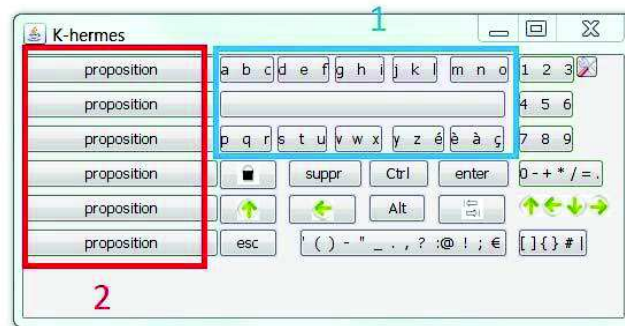 1
K-hermes
proposition a b c d e f g h i j k l m n o 1 2 3
proposition 4 5 6
proposition p q r s t u v w x y z é è à ç 7 8 9
proposition suppr Ctrl enter 0 - + * / = .
proposition Alt
proposition esc ' ( ) - " _ . , ? : @ ! ; € [ ] { } # |
2